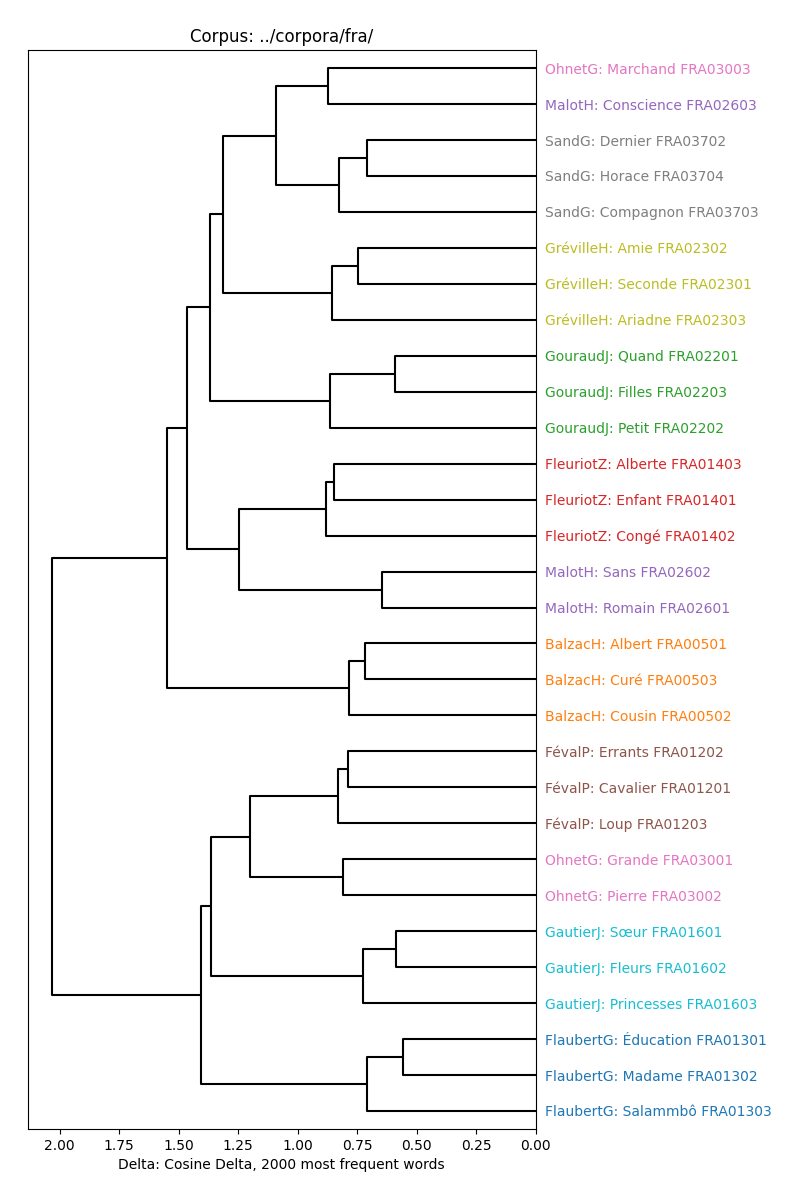 Corpus: ../corpora/fra/
OhnetG: Marchand FRA03003
MalotH: Conscience FRA02603
SandG: Dernier FRA03702
SandG: Horace FRA03704
SandG: Compagnon FRA03703
GrévilleH: Amie FRA02302
GrévilleH: Seconde FRA02301
GrévilleH: Ariadne FRA02303
GouraudJ: Quand FRA02201
GouraudJ: Filles FRA02203
GouraudJ: Petit FRA02202
FleuriotZ: Alberte FRA01403
FleuriotZ: Enfant FRA01401
FleuriotZ: Congé FRA01402
MalotH: Sans FRA02602
MalotH: Romain FRA02601
BalzacH: Albert FRA00501
BalzacH: Curé FRA00503
BalzacH: Cousin FRA00502
FévalP: Errants FRA01202
FévalP: Cavalier FRA01201
FévalP: Loup FRA01203
OhnetG: Grande FRA03001
OhnetG: Pierre FRA03002
GautierJ: Sœur FRA01601
GautierJ: Fleurs FRA01602
GautierJ: Princesses FRA01603
FlaubertG: Éducation FRA01301
FlaubertG: Madame FRA01302
FlaubertG: Salammbô FRA01303
2.00 1.75 1.50 1.25 1.00 0.75 0.50 0.25 0.00
Delta: Cosine Delta, 2000 most frequent words